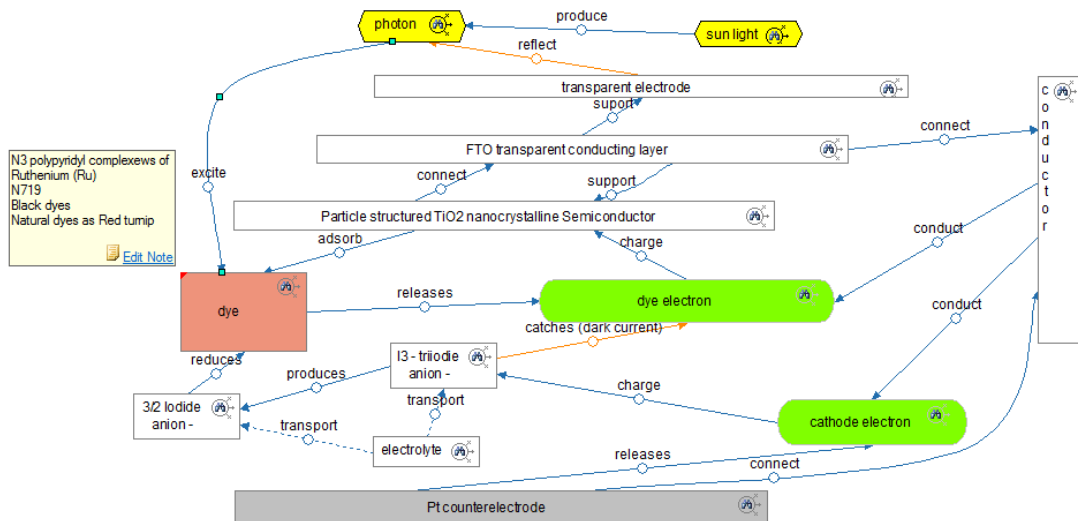 produce
photon
sun light
reflect
transparent electrode
suport
FTO transparent conducting layer
connect
conductor
N3 polypyridyl complexews of
Ruthenium (Ru)
N719
Black dyes
Natural dyes as Red turnip
Edit Note
excite
connect
support
Particle structured TiO2 nanocrystalline Semiconductor
adsorb
charge
conduct
dye
releases
dye electron
conduct
catches (dark current)
reduces
I3 - triiodie
anion -
produces
charge
3/2 Iodide
anion -
transport
transport
cathode electron
electrolyte
releases
connect
Pt counterelectrode